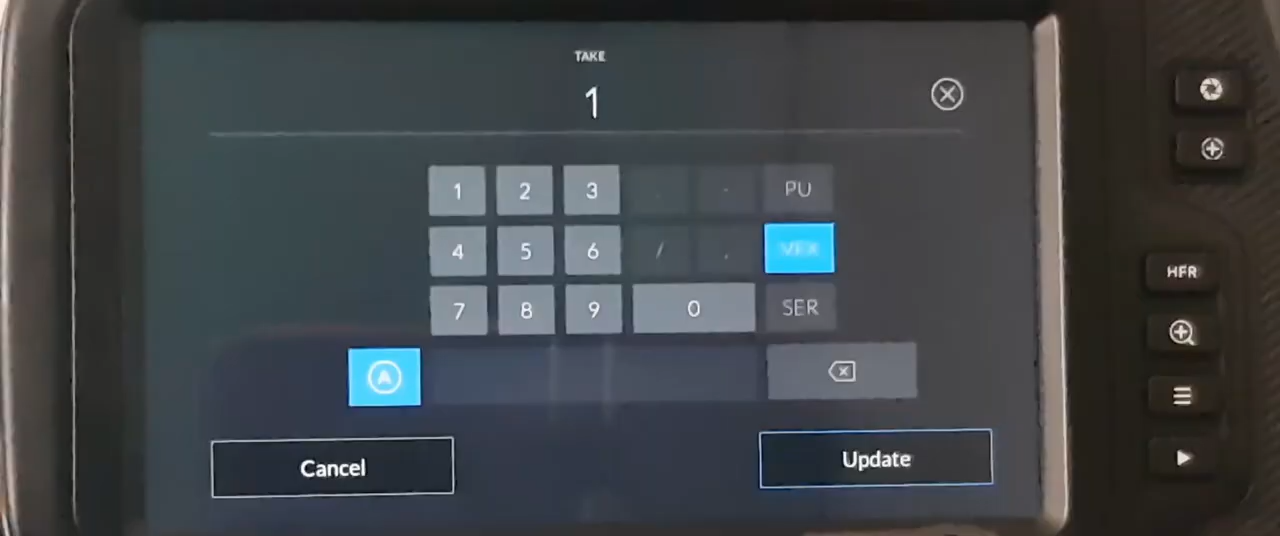 TAKE
1
1 2 3 . - PU
4 5 6 / , VFX
7 8 9 0 SER
A
Cancel
Update
HFR